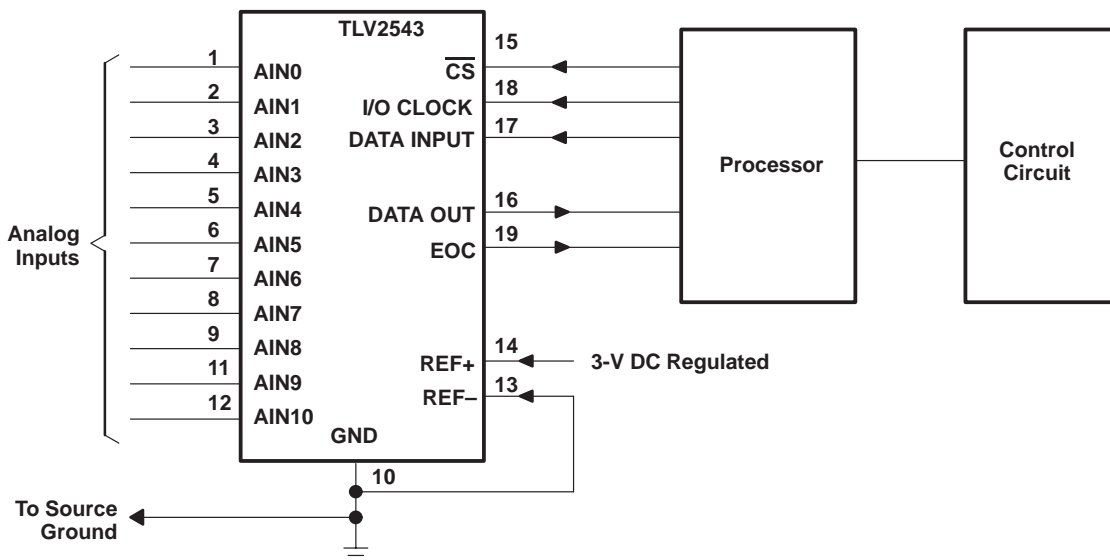 TLV2543
15
1
AIN0
CS
18
2
AIN1
I/O CLOCK
17
3
AIN2
DATA INPUT
4
AIN3
Processor
Control
Circuit
5
AIN4
16
DATA OUT
Analog
Inputs
6
AIN5
19
EOC
7
AIN6
8
AIN7
9
AIN8
14
REF+
3-V DC Regulated
11
AIN9
13
REF–
12
AIN10
GND
10
To Source
Ground